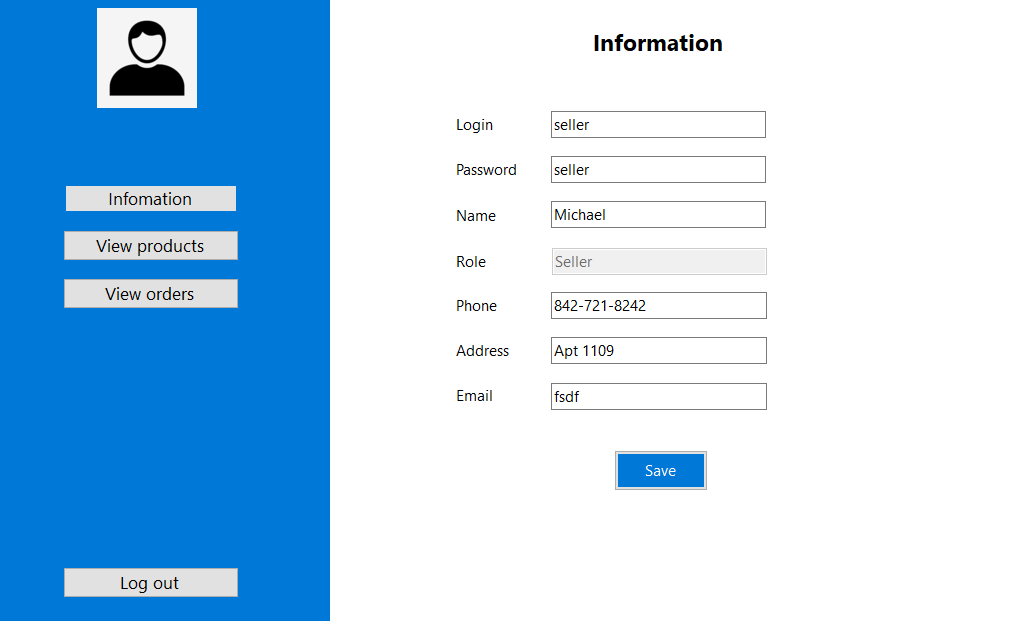 Infomation
View products
View orders
Log out
Information
Login seller
Password seller
Name Michael
Role Seller
Phone 842-721-8242
Address Apt 1109
Email fsdf
Save